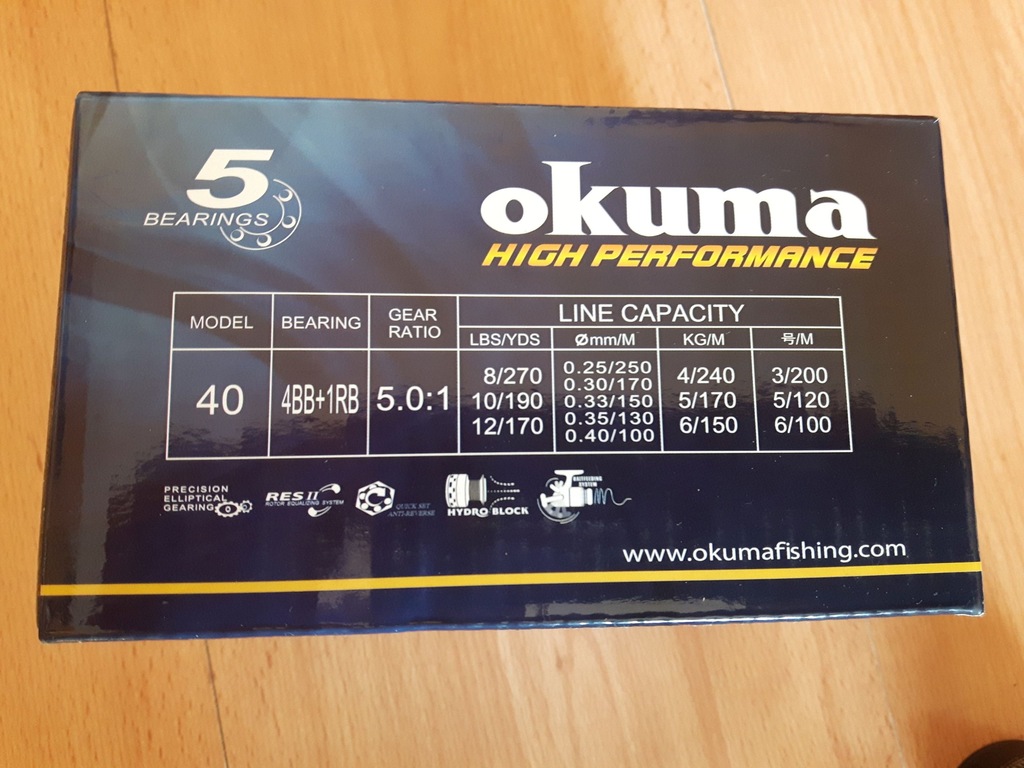 5
BEARINGS
okuma
HIGH PERFORMANCE
MODEL BEARING GEAR RATIO LINE CAPACITY
LBS/YDS Ømm/M KG/M 号/M
40 4BB+1RB 5.0:1
8/270 10/190 12/170
0.25/250 0.30/170 0.33/150 0.35/130 0.40/100
4/240 5/170 6/150
3/200 5/120 6/100
PRECISION
ELLIPTICAL
GEARING
RES II
ROTOR EQUALIZING SYSTEM
QUICK SET
ANTI-REVERSE
HYDRO BLOCK
BAITFEEDING
SYSTEM
www.okumafishing.com